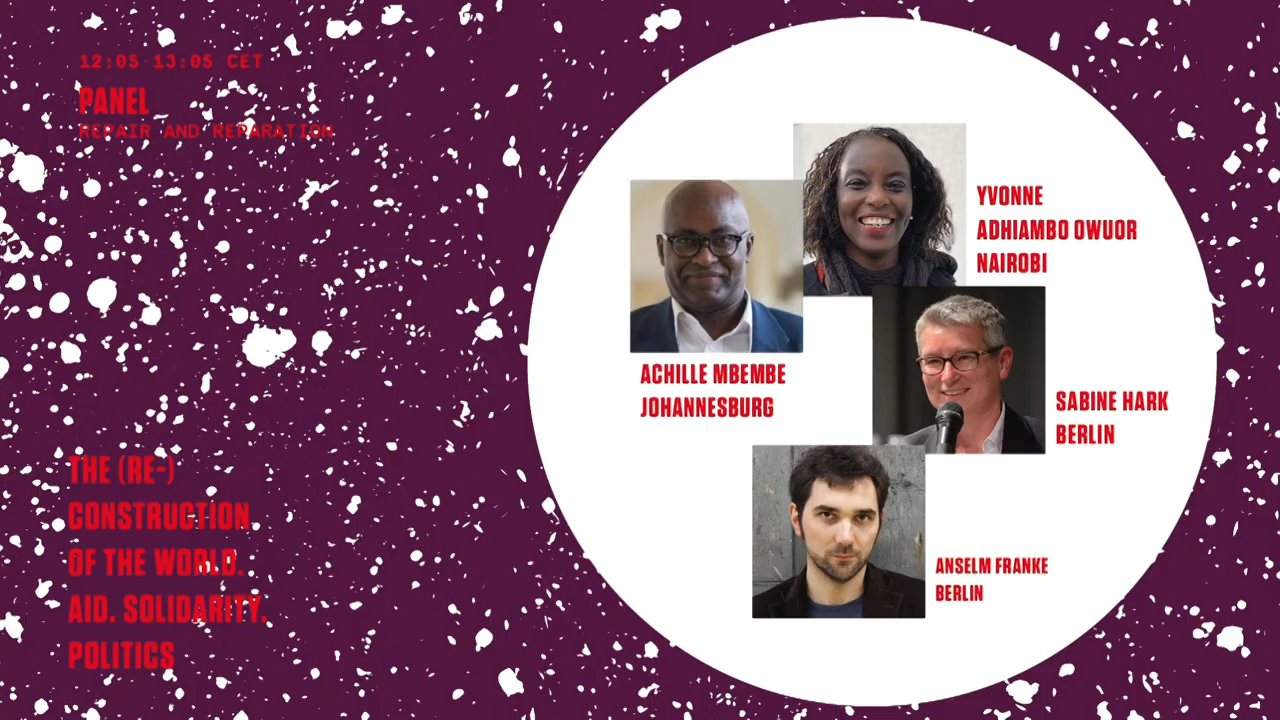 12:05-13:05 CET
PANEL
REPAIR AND REPARATION
THE (RE-)
CONSTRUCTION
OF THE WORLD.
AID. SOLIDARITY.
POLITICS
YVONNE
ADHIAMBO OWUOR
NAIROBI
ACHILLE MBEMBE
JOHANNESBURG
SABINE HARK
BERLIN
ANSELM FRANKE
BERLIN